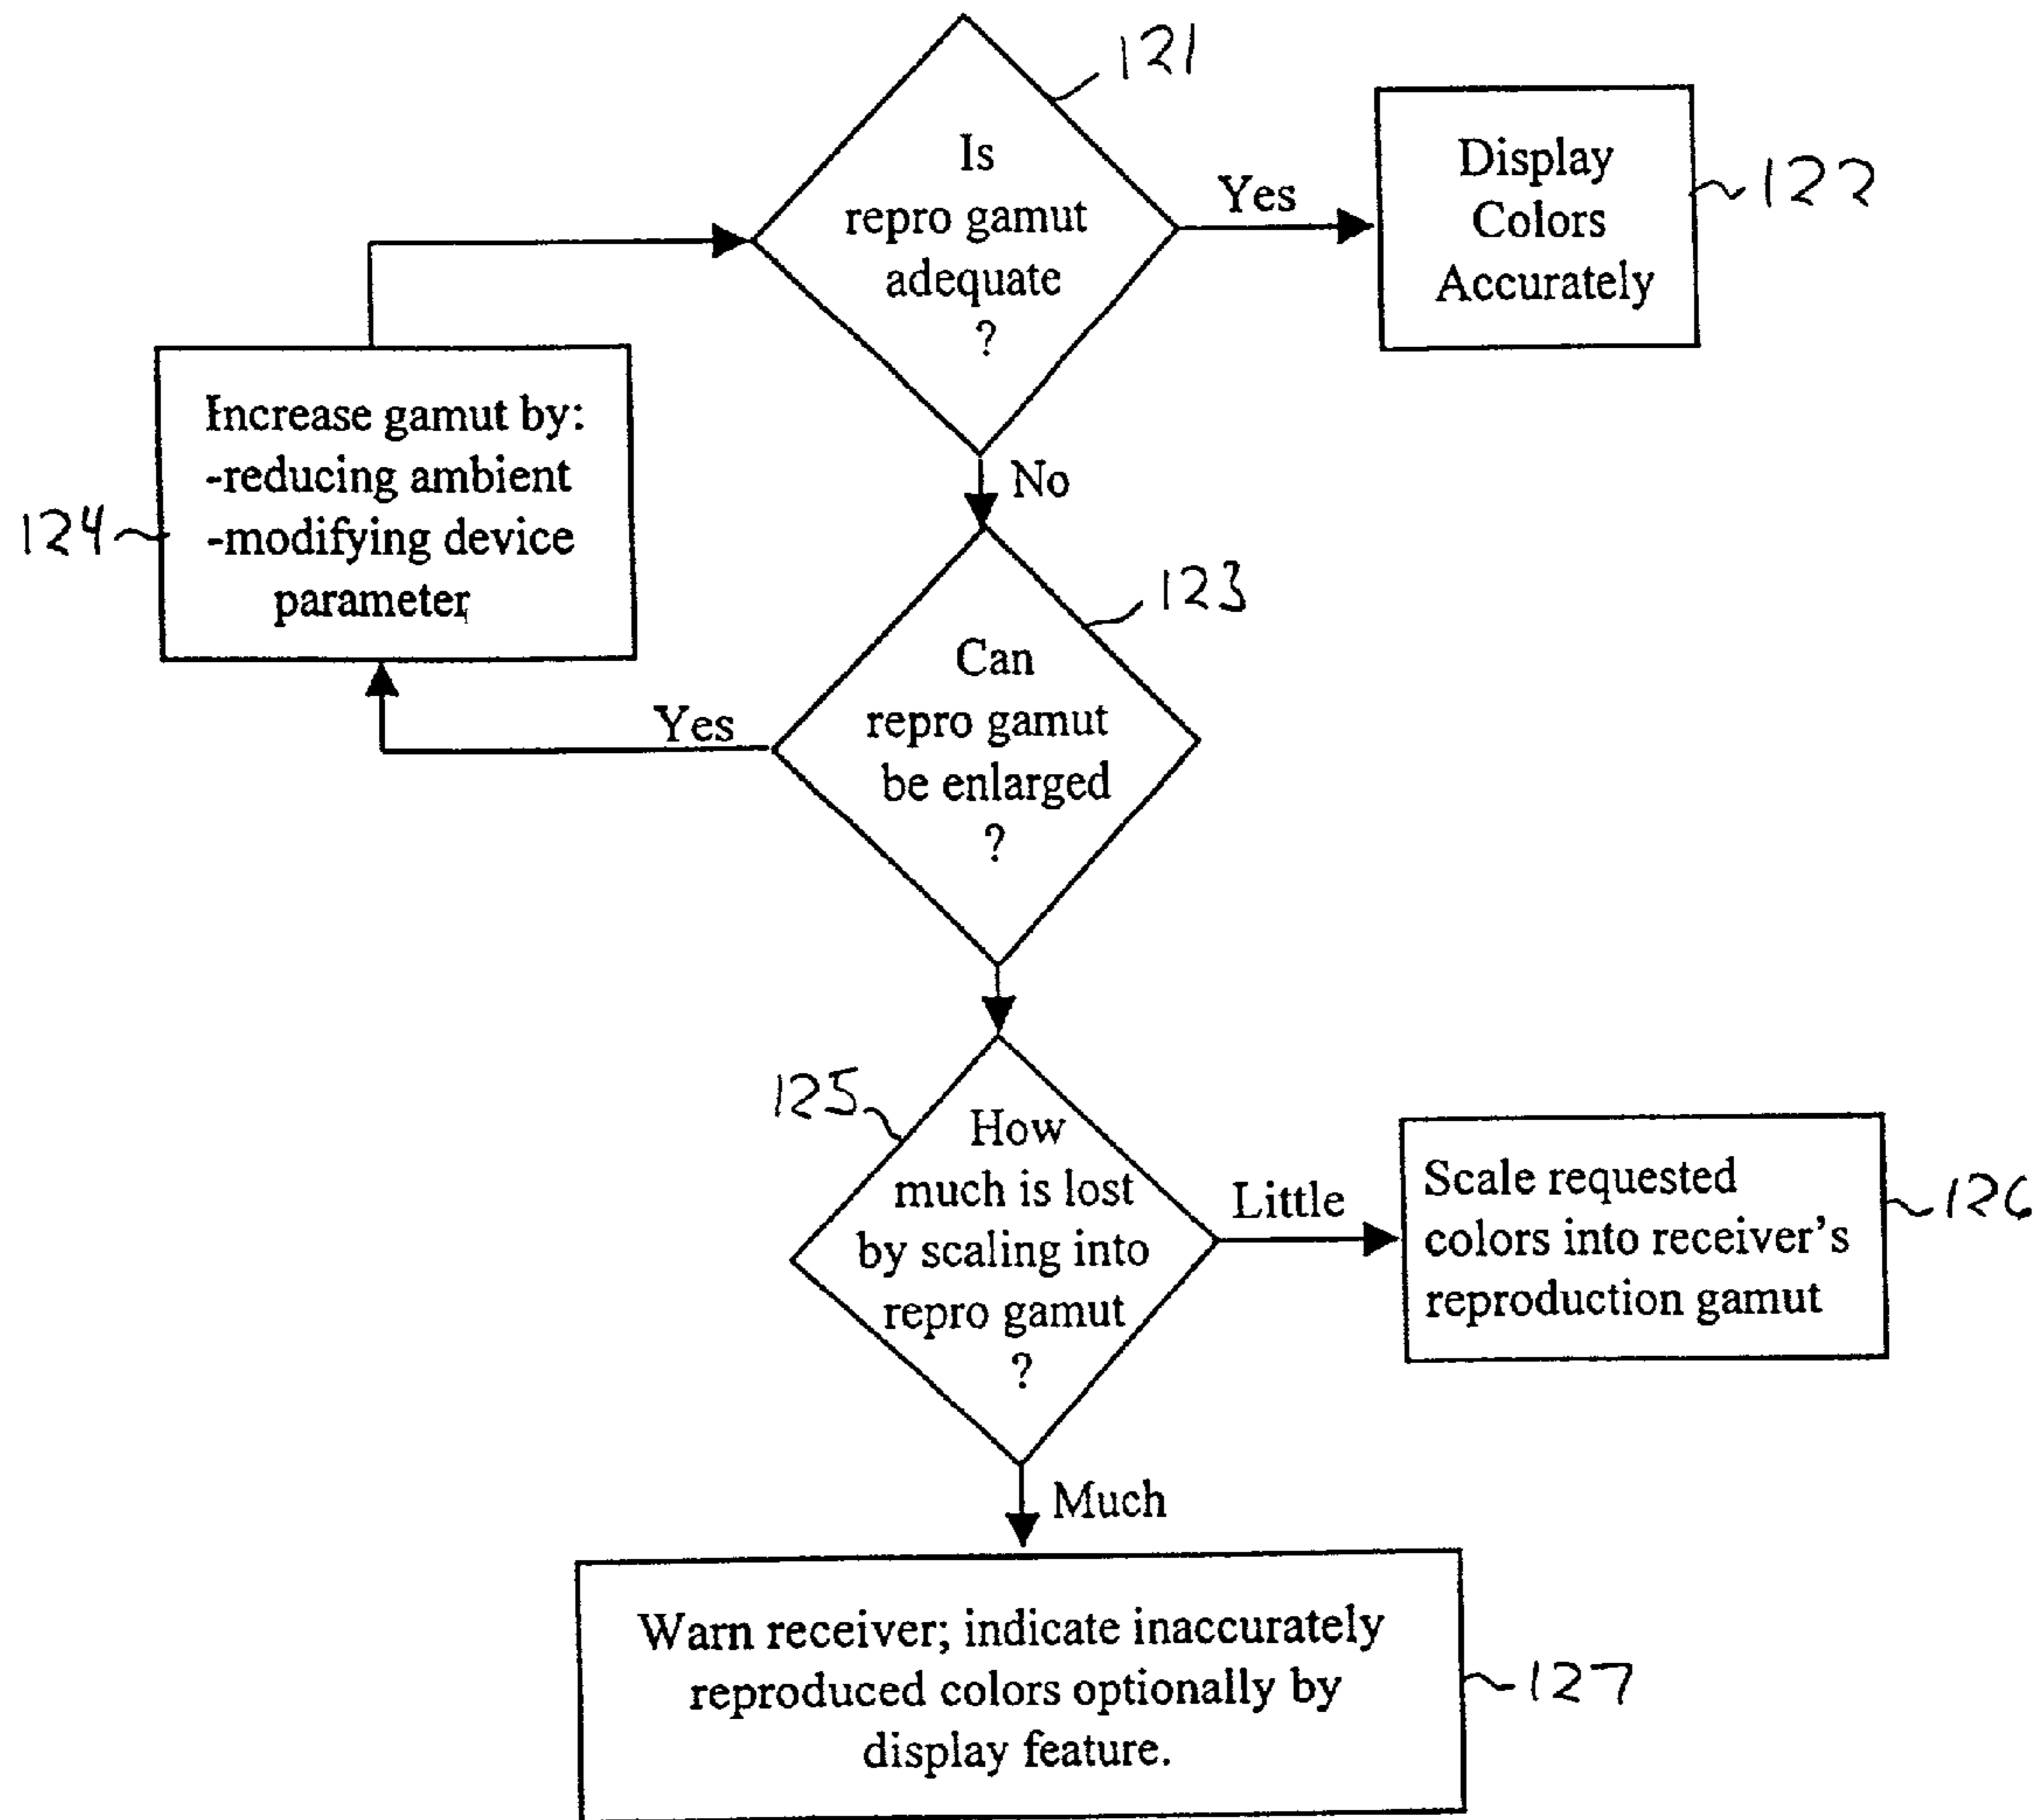 121
Is
repro gamut
adequate
?
Yes
Display
Colors
Accurately
122
Increase gamut by:
-reducing ambient
-modifying device
parameter
124
No
123
Can
repro gamut
be enlarged
?
Yes
125
How
much is lost
by scaling into
repro gamut
?
Little
Scale requested
colors into receiver's
reproduction gamut
126
Much
Warn receiver; indicate inaccurately
reproduced colors optionally by
display feature.
127